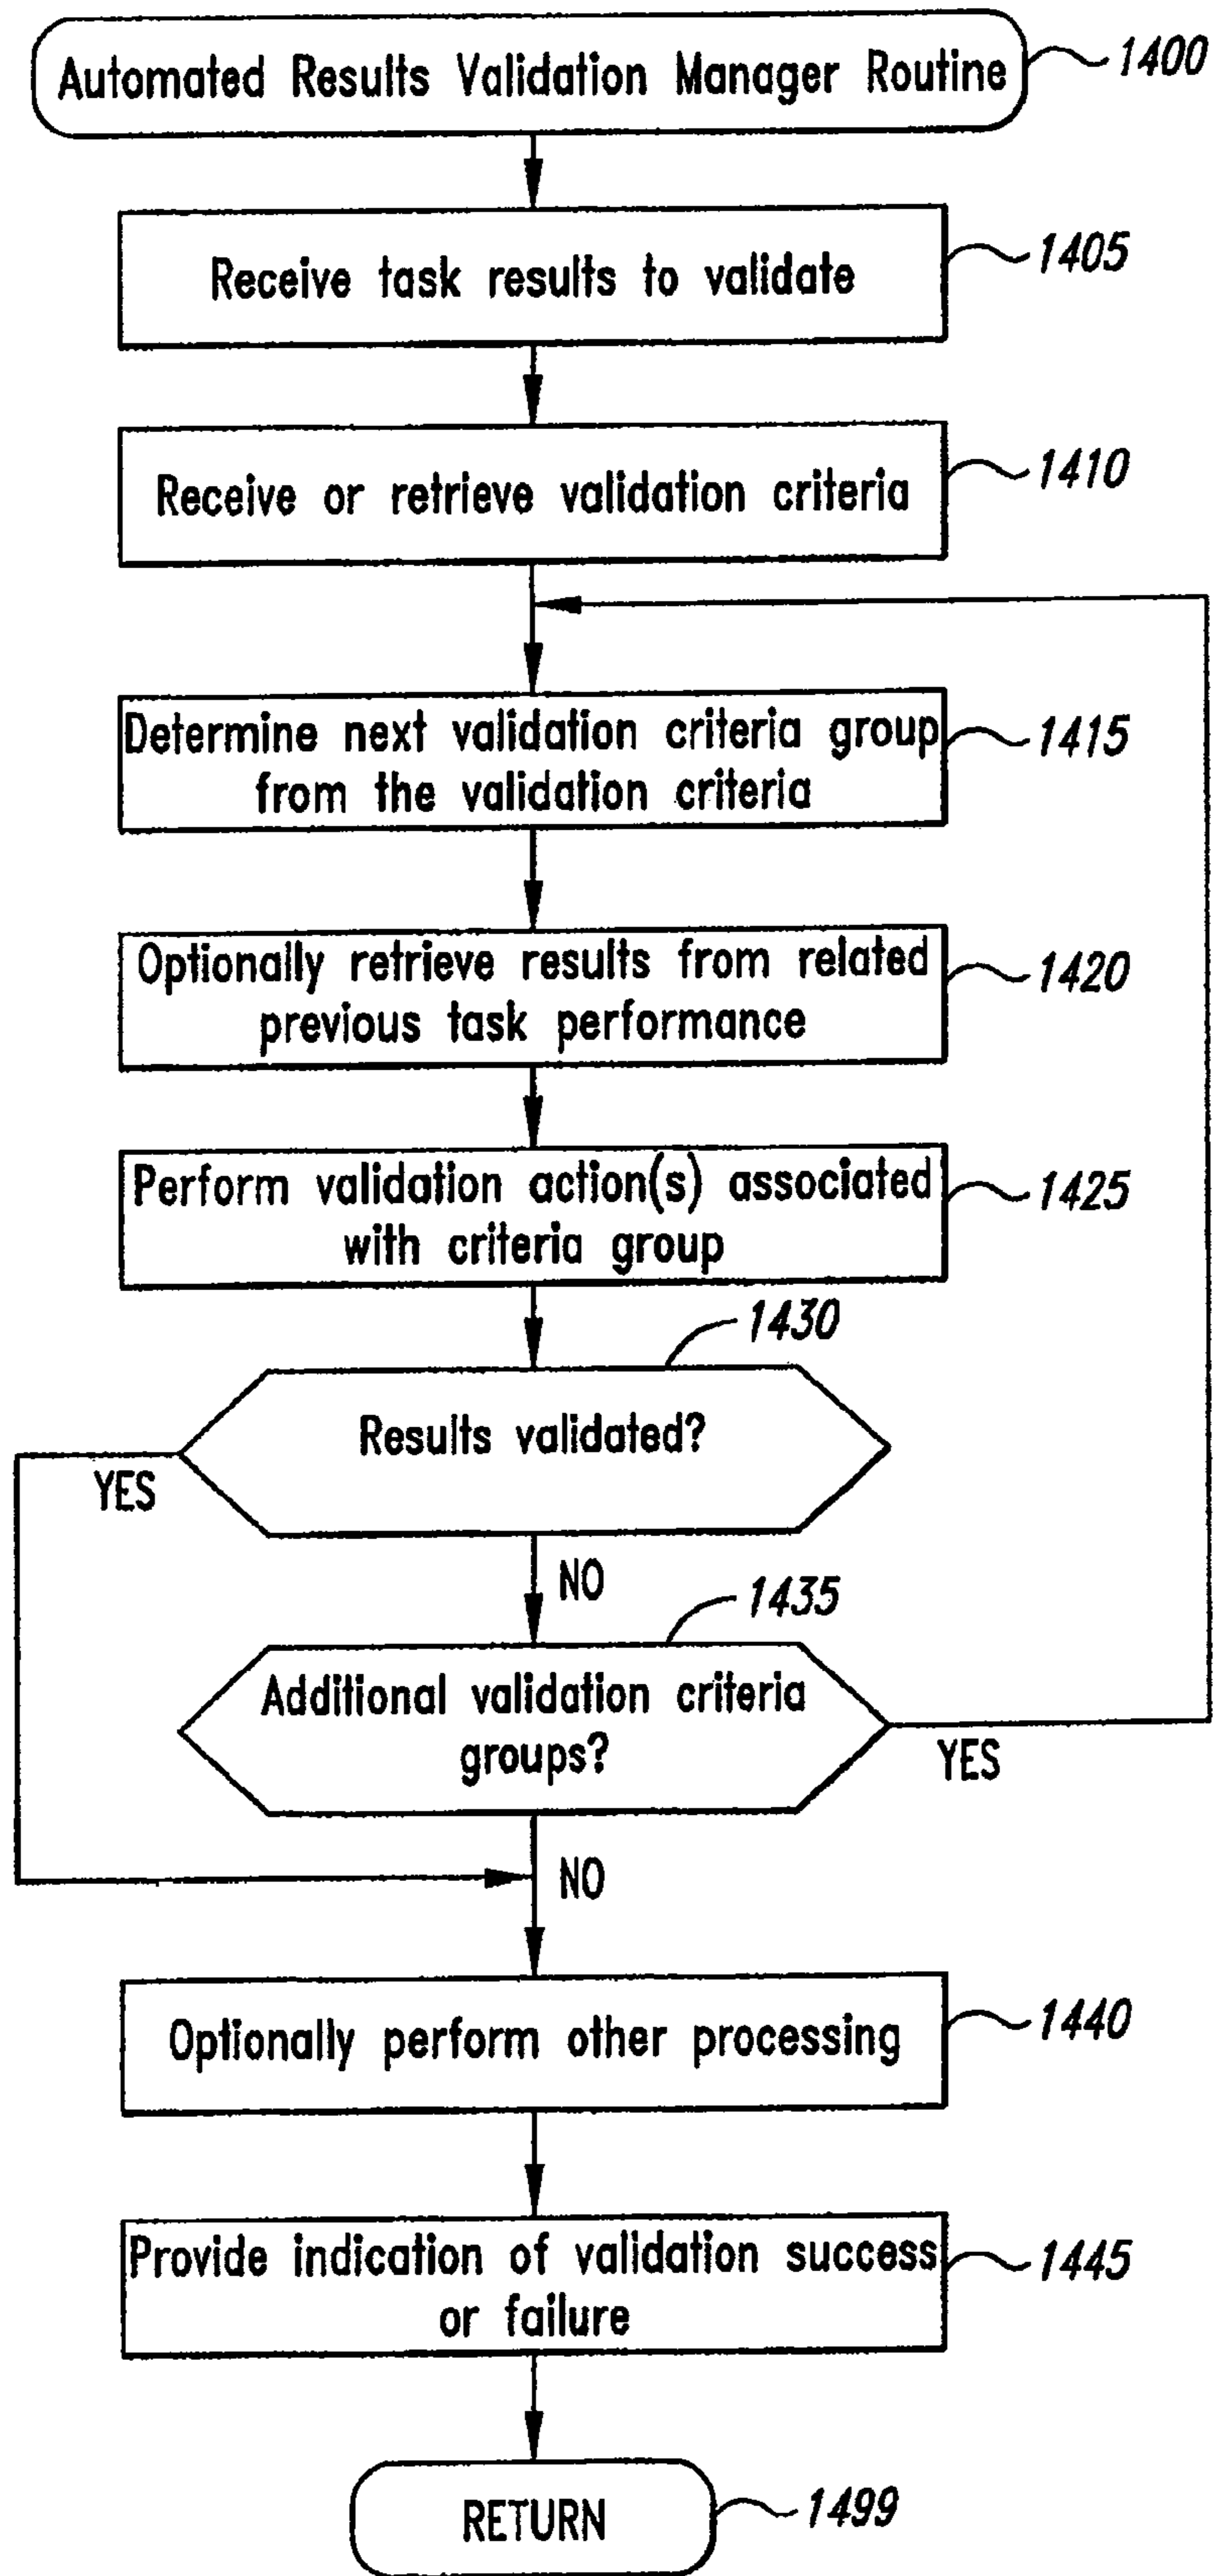 Automated Results Validation Manager Routine
1400
Receive task results to validate
1405
Receive or retrieve validation criteria
1410
Determine next validation criteria group
from the validation criteria
1415
Optionally retrieve results from related
previous task performance
1420
Perform validation action(s) associated
with criteria group
1425
1430
Results validated?
YES
NO
1435
Additional validation criteria
groups?
YES
NO
Optionally perform other processing
1440
Provide indication of validation success
or failure
1445
RETURN
1499